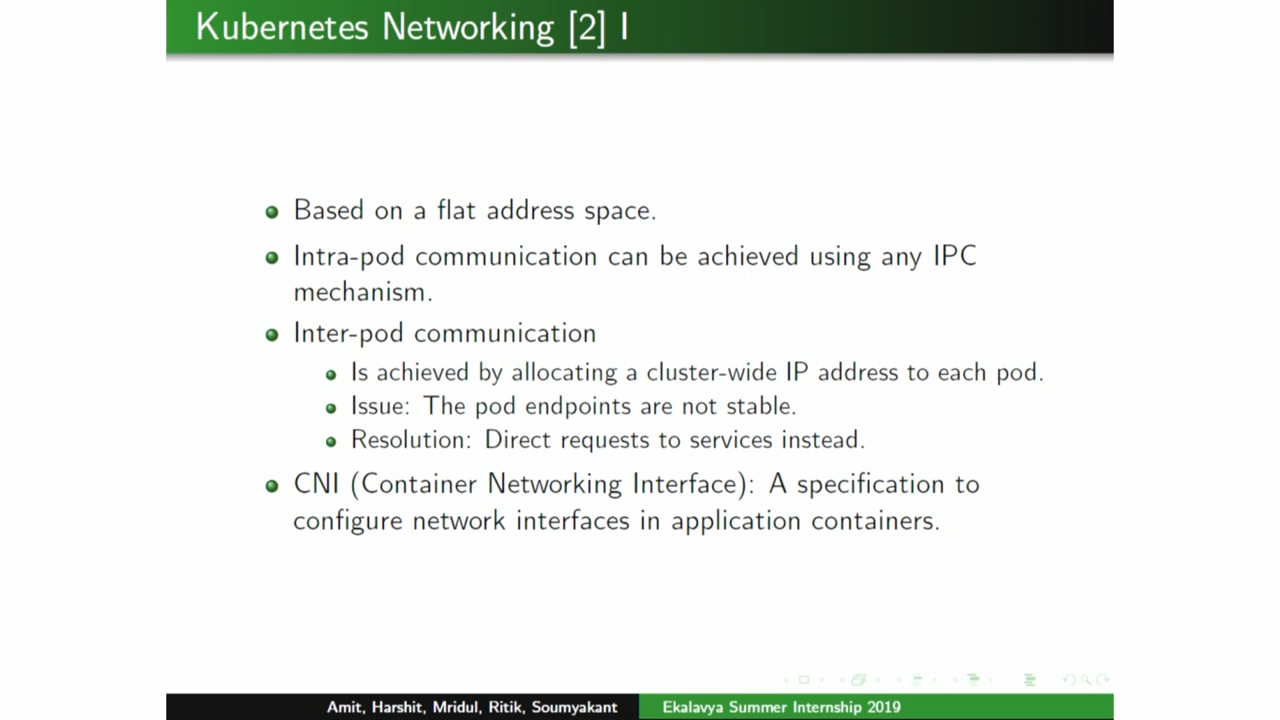 Kubernetes Networking [2] I
Based on a flat address space.
Intra-pod communication can be achieved using any IPC
mechanism.
Inter-pod communication
Is achieved by allocating a cluster-wide IP address to each pod.
Issue: The pod endpoints are not stable.
Resolution: Direct requests to services instead.
CNI (Container Networking Interface): A specification to
configure network interfaces in application containers.
Amit, Harshit, Mridul, Ritik, Soumyakant
Ekalavya Summer Internship 2019